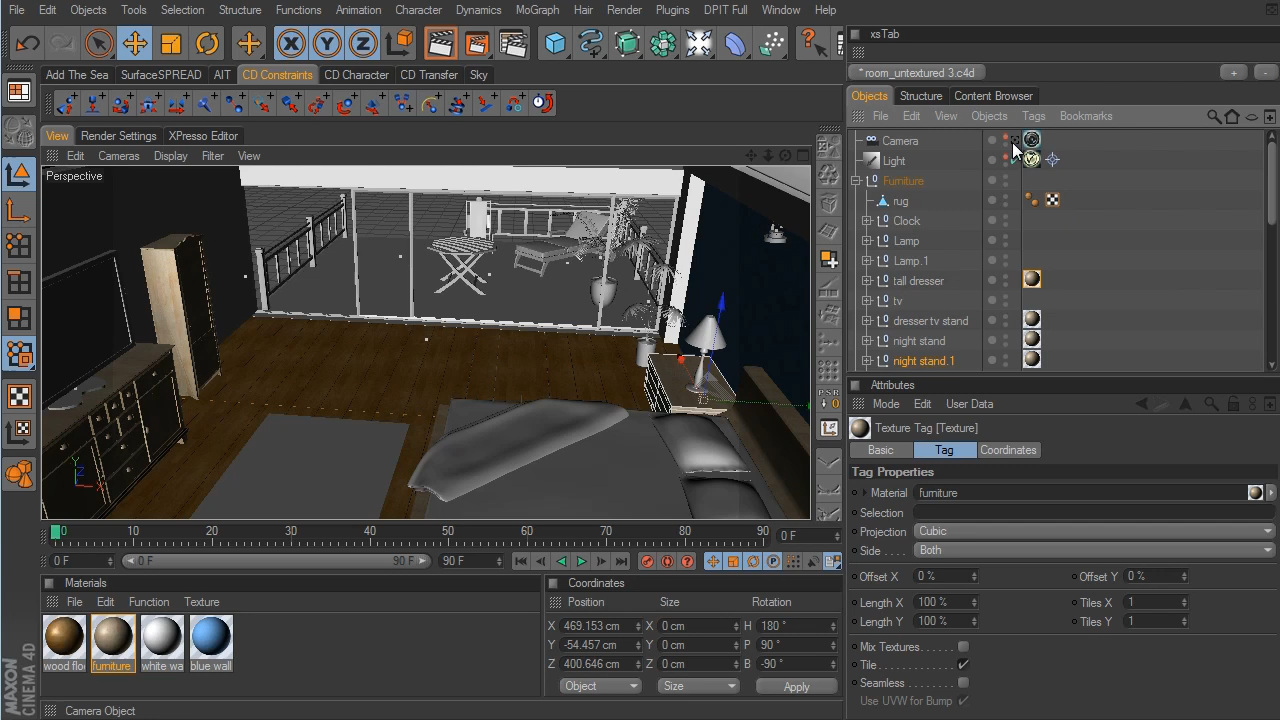 File Edit Objects Tools Selection Structure Functions Animation Character Dynamics MoGraph Hair Render Plugins DPIT Full Window Help
xsTab
* room_untextured 3.c4d
Add The Sea SurfaceSPREAD AIT CD Constraints CD Character CD Transfer Sky
Objects Structure Content Browser
File Edit View Objects Tags Bookmarks
View Render Settings XPresso Editor
Edit Cameras Display Filter View
Perspective
Camera
Light
Furniture
rug
Clock
Lamp
Lamp.1
tall dresser
tv
dresser tv stand
night stand
night stand.1
PSR
0
Attributes
Mode Edit User Data
Texture Tag [Texture]
Basic Tag Coordinates
Tag Properties
Material furniture
Selection
Projection Cubic
Side Both
Offset X 0 % Offset Y 0 %
Length X 100 % Tiles X 1
Length Y 100 % Tiles Y 1
Mix Textures
Tile
Seamless
Use UVW for Bump
0 10 20 30 40 50 60 70 80 90 0 F
0 F 0 F 90 F 90 F
Materials
File Edit Function Texture
wood floo furniture white wa blue wall
Coordinates
Position Size Rotation
X 469.153 cm X 0 cm H 180 °
Y -54.457 cm Y 0 cm P 90 °
Z 400.646 cm Z 0 cm B -90 °
Object Size Apply
MAXON
CINEMA 4D
Camera Object